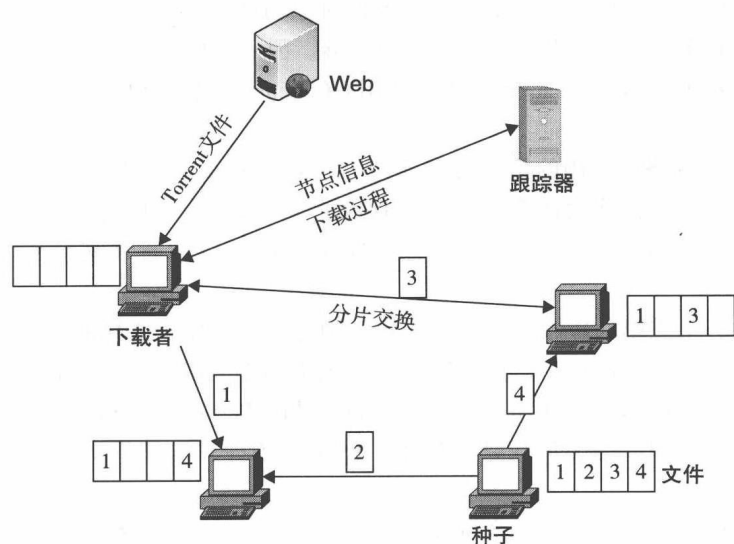 Web
Torrent文件
节点信息
下载过程
跟踪器
3
分片交换
下载者
1 3
1
4
1 4
2
1 2 3 4 文件
种子